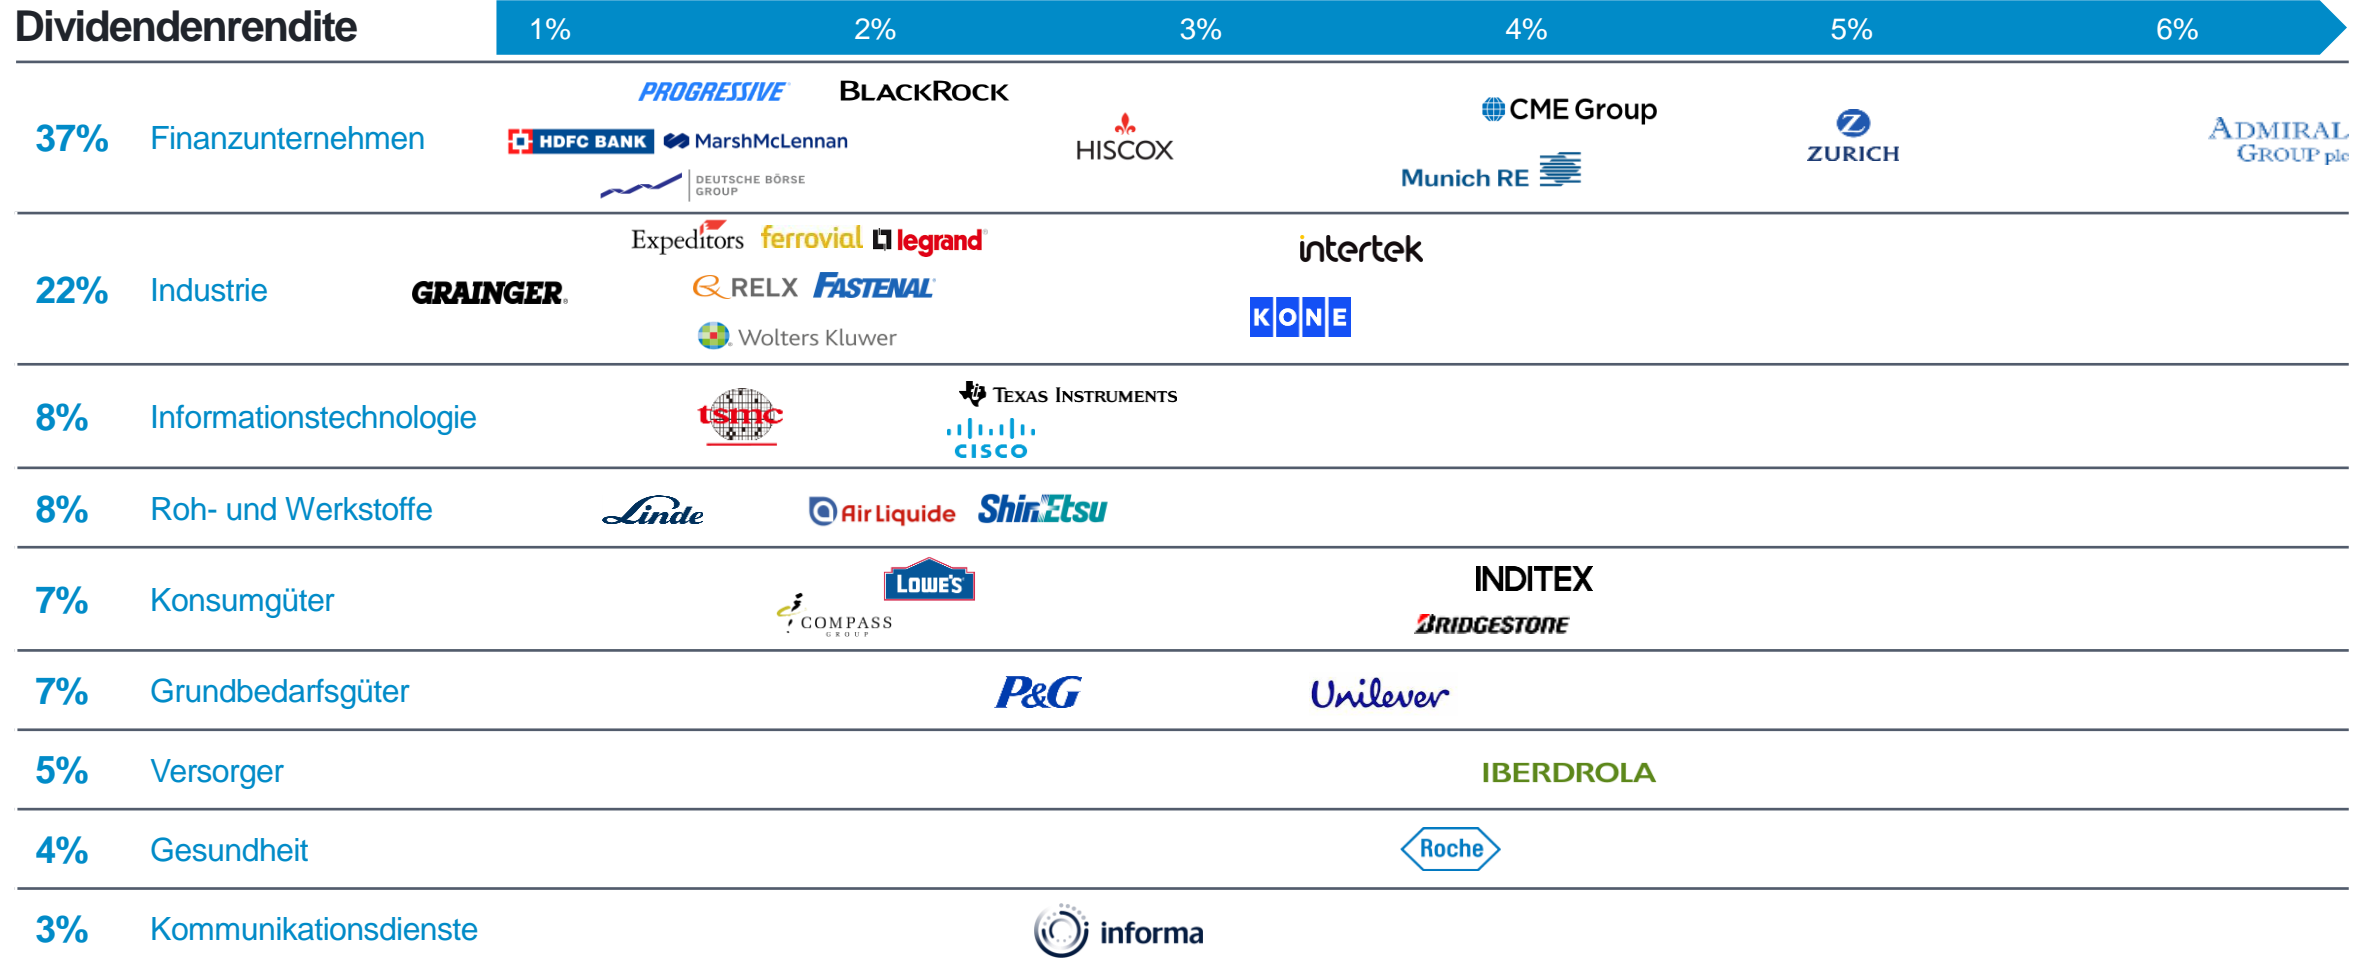 Dividendenrendite 1% 2% 3% 4% 5% 6%
PROGRESSIVE BLACKROCK
CME Group
37% Finanzunternehmen HDFC BANK MarshMcLennan HISCOX ZURICH ADMIRAL GROUP plc
Munich RE
DEUTSCHE BÖRSE
GROUP
Expeditors ferrovial legrand intertek
22% Industrie GRAINGER RELX FASTENAL
KONE
Wolters Kluwer
TEXAS INSTRUMENTS
8% Informationstechnologie tsmc
CISCO
8% Roh- und Werkstoffe Linde Air Liquide ShinEtsu
LOWE'S INDITEX
7% Konsumgüter
COMPASS BRIDGESTONE
GROUP
7% Grundbedarfsgüter P&G Unilever
5% Versorger IBERDROLA
4% Gesundheit Roche
3% Kommunikationsdienste informa